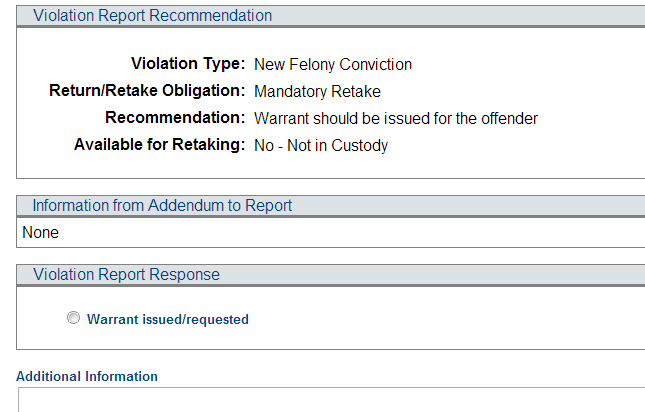 Violation Report Recommendation
Violation Type: New Felony Conviction
Return/Retake Obligation: Mandatory Retake
Recommendation: Warrant should be issued for the offender
Available for Retaking: No - Not in Custody
Information from Addendum to Report
None
Violation Report Response
Warrant issued/requested
Additional Information